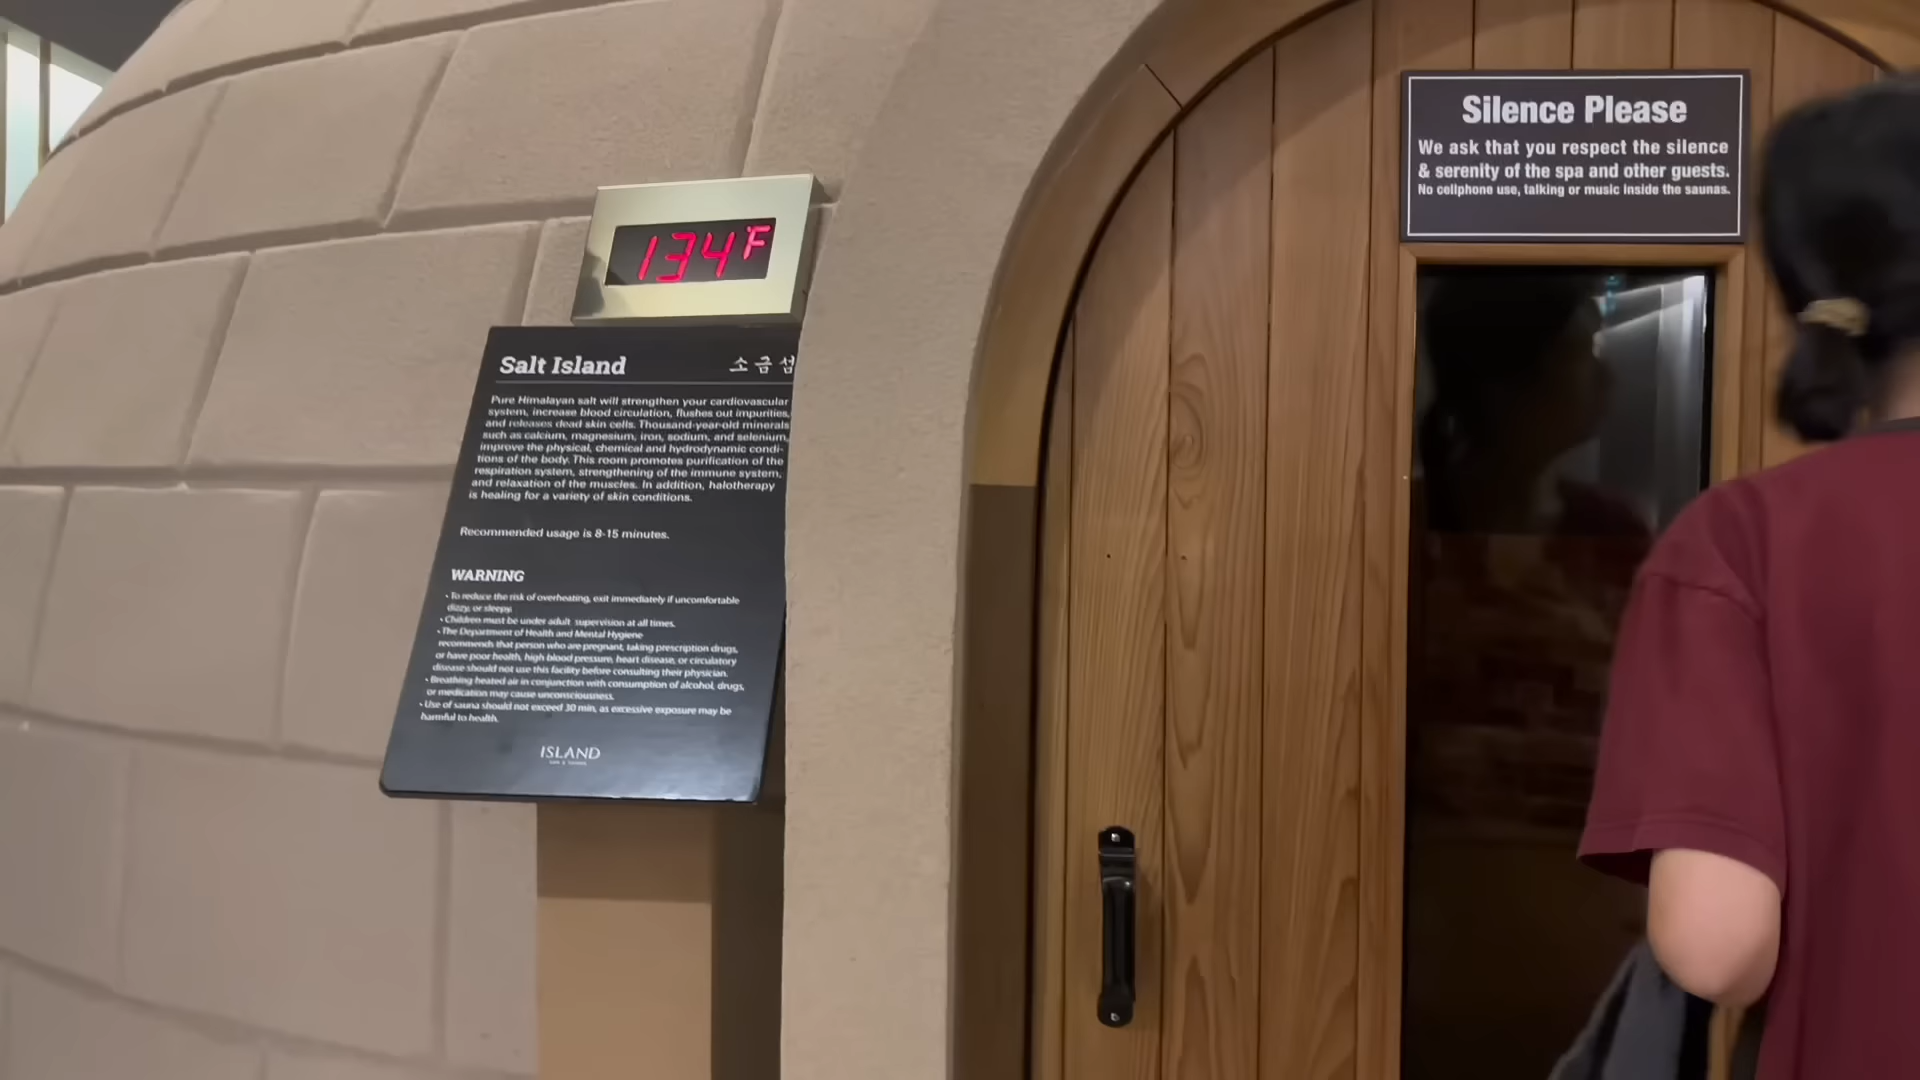 Silence Please
We ask that you respect the silence
& serenity of the spa and other guests.
No cellphone use, talking or music inside the saunas.
134F
Salt Island 소금섬
Pure Himalayan salt will strengthen your cardiovascular
system, increase blood circulation, flushes out impurities,
and releases dead skin cells. Thousand-year-old minerals
such as calcium, magnesium, iron, sodium, and selenium,
improve the physical, chemical and hydrodynamic condi-
tions of the body. This room promotes purification of the
respiration system, strengthening of the immune system,
and relaxation of the muscles. In addition, halotherapy
is healing for a variety of skin conditions.
Recommended usage is 8-15 minutes.
WARNING
• To reduce the risk of overheating, exit immediately if uncomfortable
dizzy, or sleepy.
• Children must be under adult supervision at all times.
• The Department of Health and Mental Hygiene
recommends that person who are pregnant, taking prescription drugs,
or have poor health, high blood pressure, heart disease, or circulatory
disease should not use this facility before consulting their physician.
• Breathing heated air in conjunction with consumption of alcohol, drugs,
or medication may cause unconsciousness.
• Use of sauna should not exceed 30 min, as excessive exposure may be
harmful to health.
ISLAND